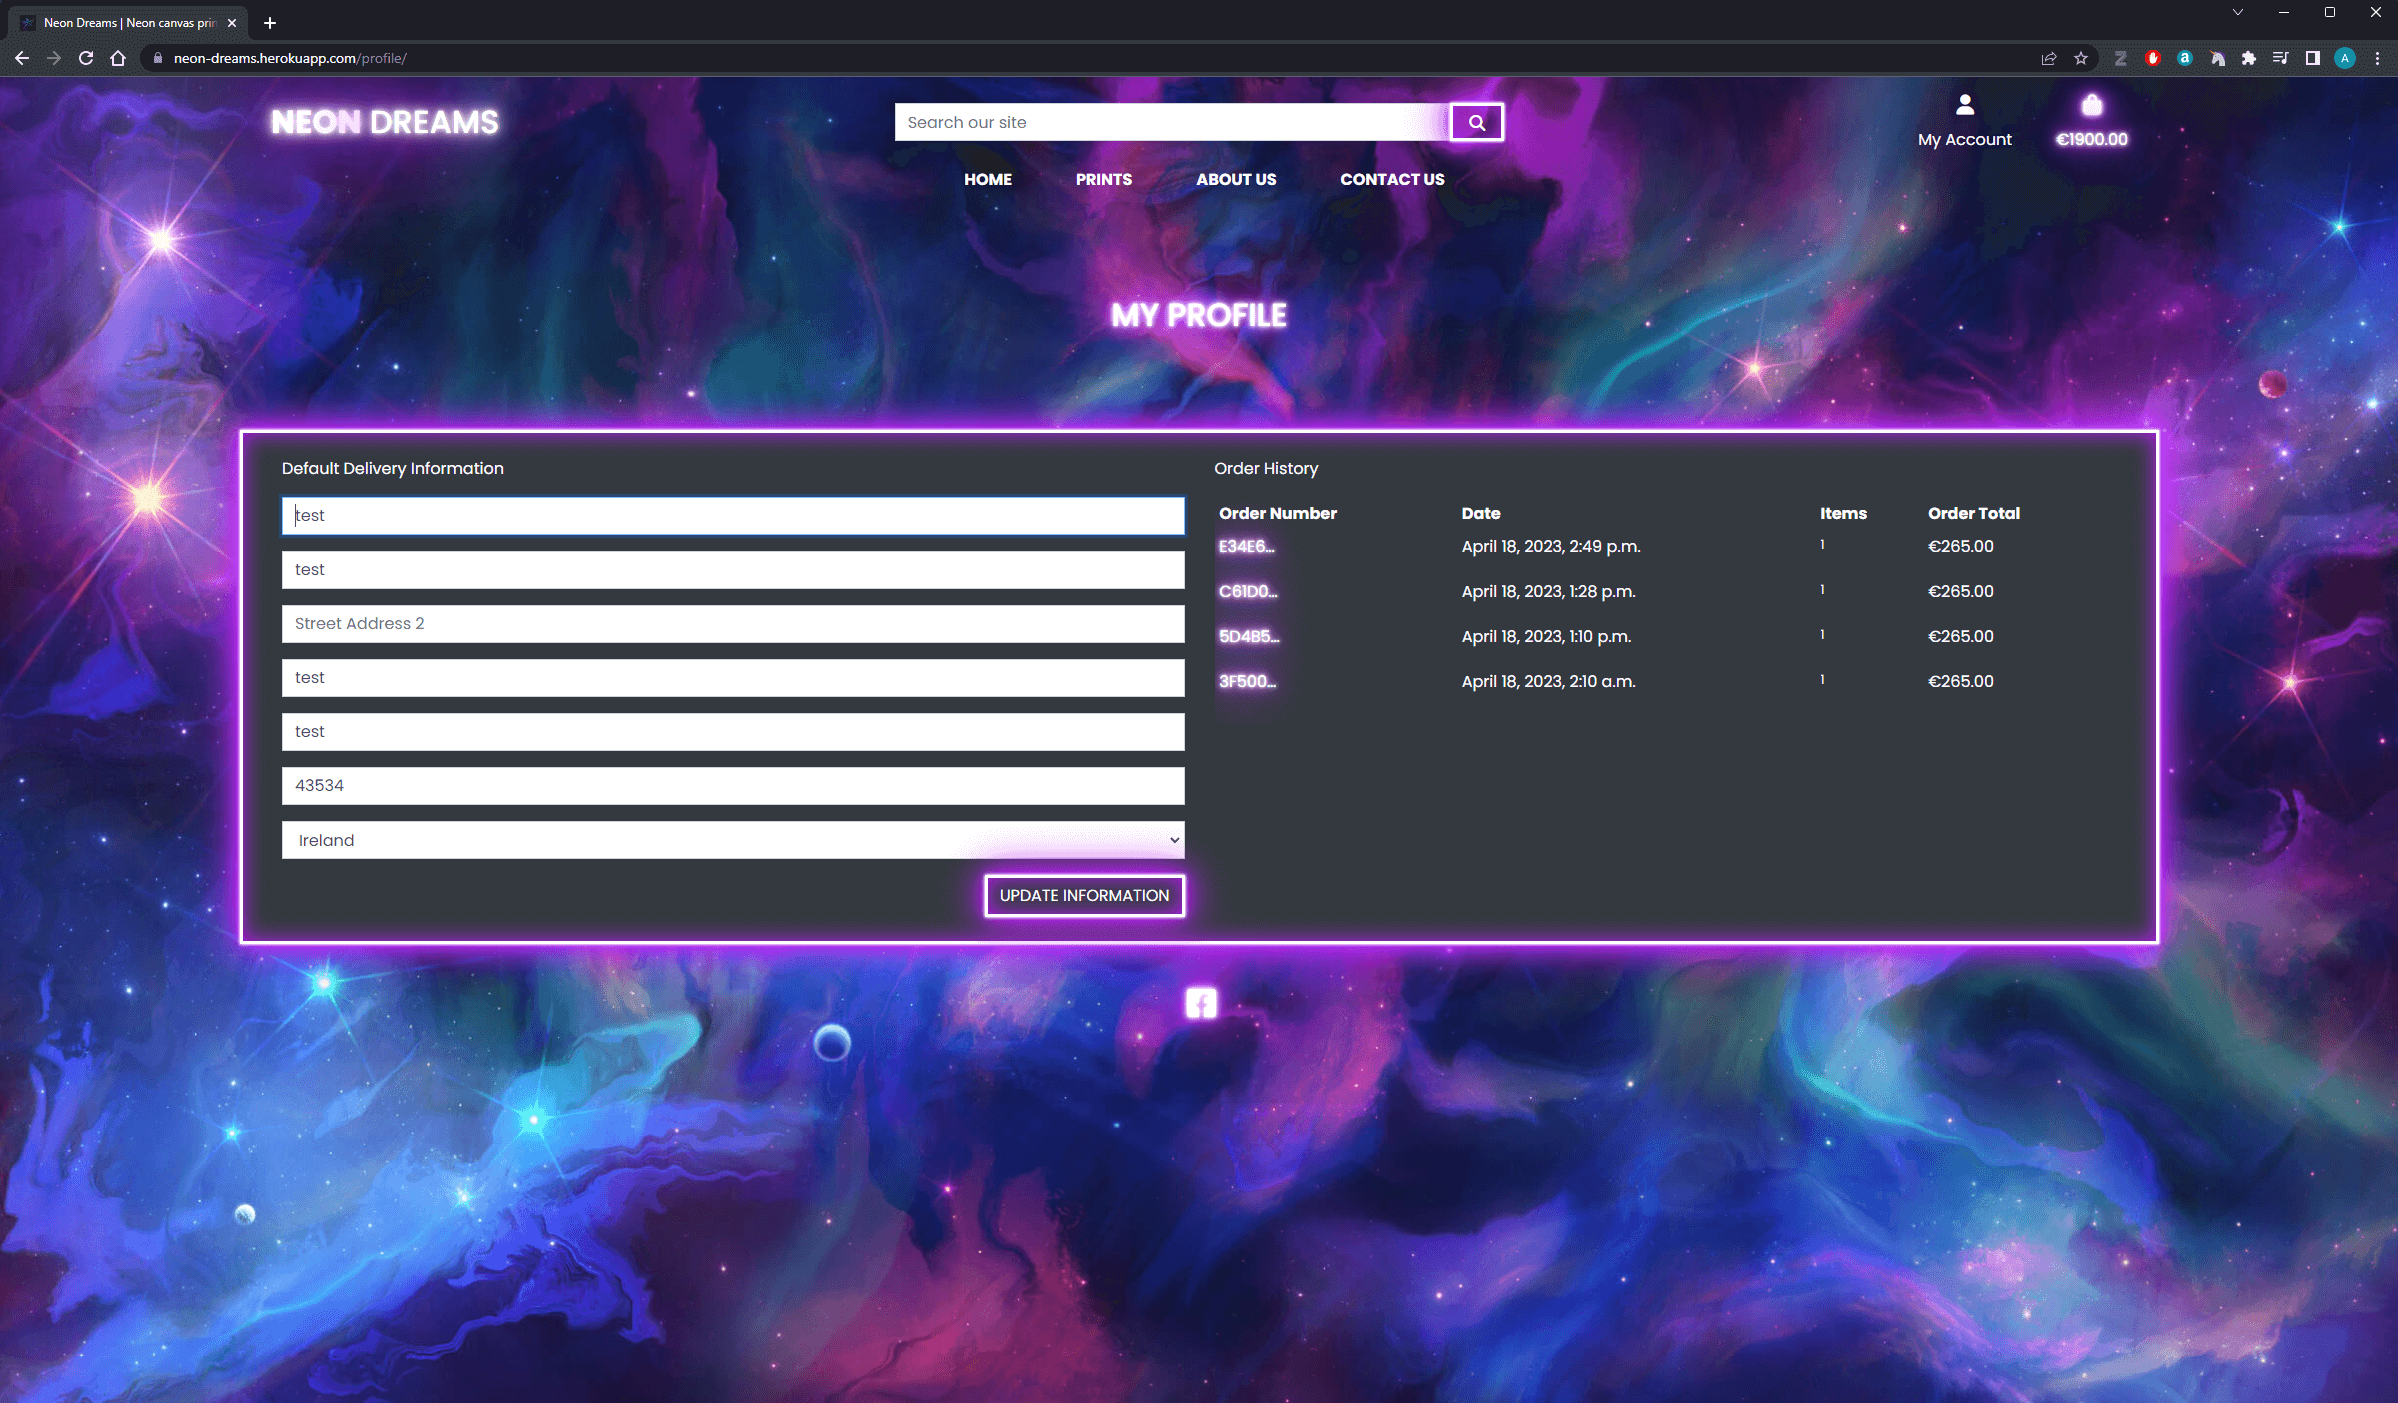 Neon Dreams | Neon canvas prin
neon-dreams.herokuapp.com/profile/
A
NEON DREAMS
Search our site
My Account
€1900.00
HOME PRINTS ABOUT US CONTACT US
MY PROFILE
Default Delivery Information
test
test
Street Address 2
test
test
43534
Ireland
UPDATE INFORMATION
Order History
Order Number Date Items Order Total
E34E6... April 18, 2023, 2:49 p.m. 1 €265.00
C61D0... April 18, 2023, 1:28 p.m. 1 €265.00
5D4B5... April 18, 2023, 1:10 p.m. 1 €265.00
3F500... April 18, 2023, 2:10 a.m. 1 €265.00